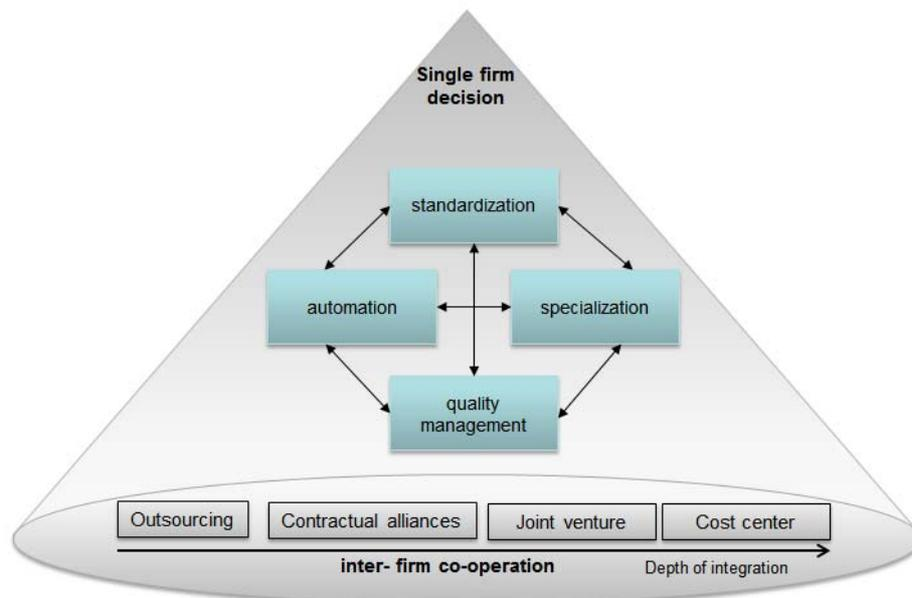 Single firm
decision
standardization
automation
specialization
quality
management
Outsourcing
Contractual alliances
Joint venture
Cost center
inter- firm co-operation
Depth of integration